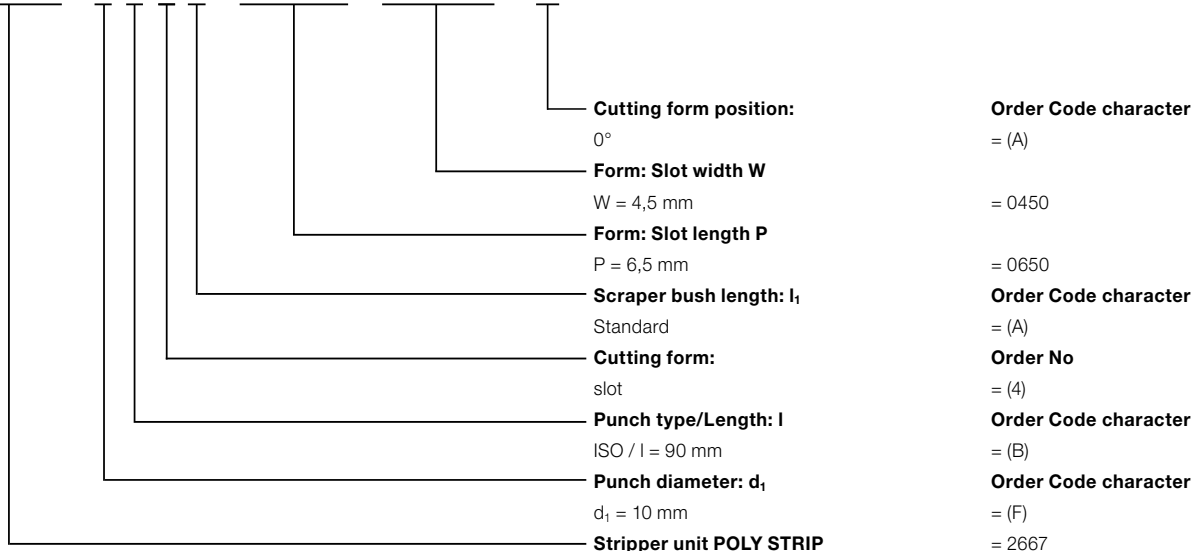 Cutting form position: Order Code character
0° = (A)
Form: Slot width W
W = 4,5 mm = 0450
Form: Slot length P
P = 6,5 mm = 0650
Scraper bush length: l₁ Order Code character
Standard = (A)
Cutting form: Order No
slot = (4)
Punch type/Length: l Order Code character
ISO / l = 90 mm = (B)
Punch diameter: d₁ Order Code character
d₁ = 10 mm = (F)
Stripper unit POLY STRIP = 2667